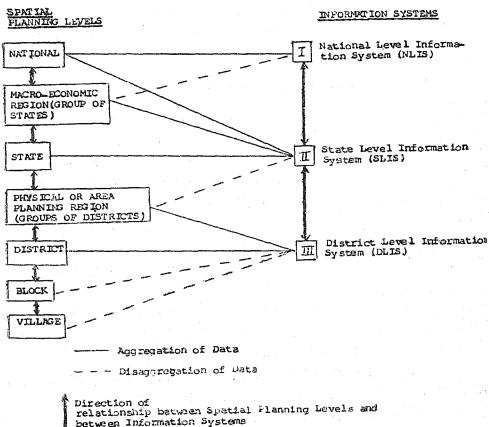 SPATIAL
PLANNING LEVELS
INFORMATION SYSTEMS
NATIONAL
I
National Level Informa-
tion System (NLIS)
MACRO-ECONOMIC
REGION(GROUP OF
STATES)
STATE
II
State Level Information
System (SLIS)
PHYSICAL OR AREA
PLANNING REGION
(GROUPS OF DISTRICTS)
DISTRICT
III
District Level Information
System (DLIS)
BLOCK
VILLAGE
Aggregation of Data
Disaggregation of Data
Direction of
relationship between Spatial Planning Levels and
between Information Systems